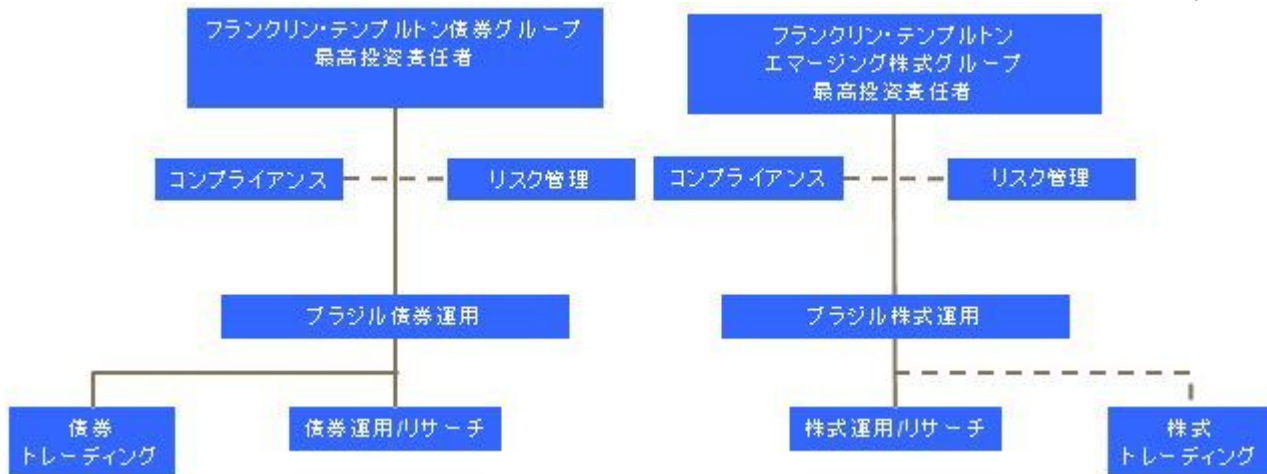 フランクリン・テンプルトン債券グループ
最高投資責任者
フランクリン・テンプルトン
エマージング株式グループ
最高投資責任者
コンプライアンス
リスク管理
コンプライアンス
リスク管理
ブラジル債券運用
ブラジル株式運用
債券
トレーディング
債券運用/リサーチ
株式運用/リサーチ
株式
トレーディング